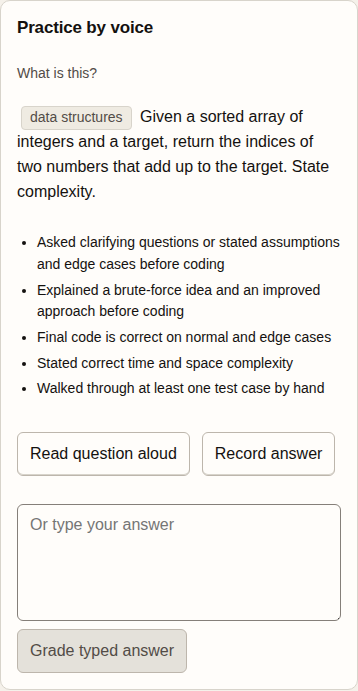 Practice by voice
What is this?
data structures Given a sorted array of
integers and a target, return the indices of
two numbers that add up to the target. State
complexity.
• Asked clarifying questions or stated assumptions
and edge cases before coding
• Explained a brute-force idea and an improved
approach before coding
• Final code is correct on normal and edge cases
• Stated correct time and space complexity
• Walked through at least one test case by hand
Read question aloud Record answer
Or type your answer
Grade typed answer